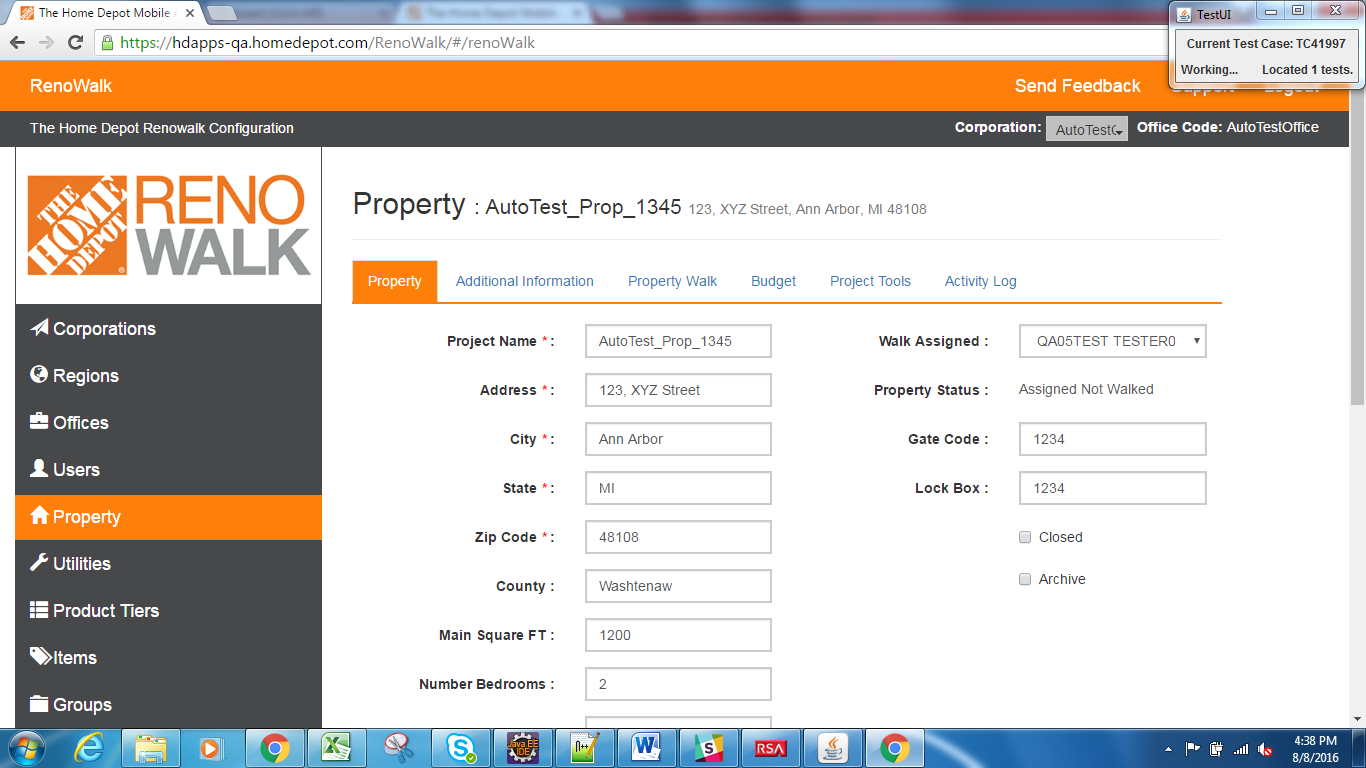 The Home Depot Mobile
TestUI
https://hdapps-qa.homedepot.com/RenoWalk/#/renoWalk
Current Test Case: TC41997
Working... Located 1 tests.
RenoWalk Send Feedback
The Home Depot Renowalk Configuration Corporation: AutoTestC Office Code: AutoTestOffice
THE HOME DEPOT
RENO
WALK
Property : AutoTest_Prop_1345 123, XYZ Street, Ann Arbor, MI 48108
Property Additional Information Property Walk Budget Project Tools Activity Log
Corporations
Regions
Offices
Users
Property
Utilities
Product Tiers
Items
Groups
Project Name * : AutoTest_Prop_1345 Walk Assigned : QA05TEST TESTER0
Address * : 123, XYZ Street Property Status : Assigned Not Walked
City * : Ann Arbor Gate Code : 1234
State * : MI Lock Box : 1234
Zip Code * : 48108 Closed
County : Washtenaw Archive
Main Square FT : 1200
Number Bedrooms : 2
Java EE
IDE
n++
RSA
4:38 PM
8/8/2016